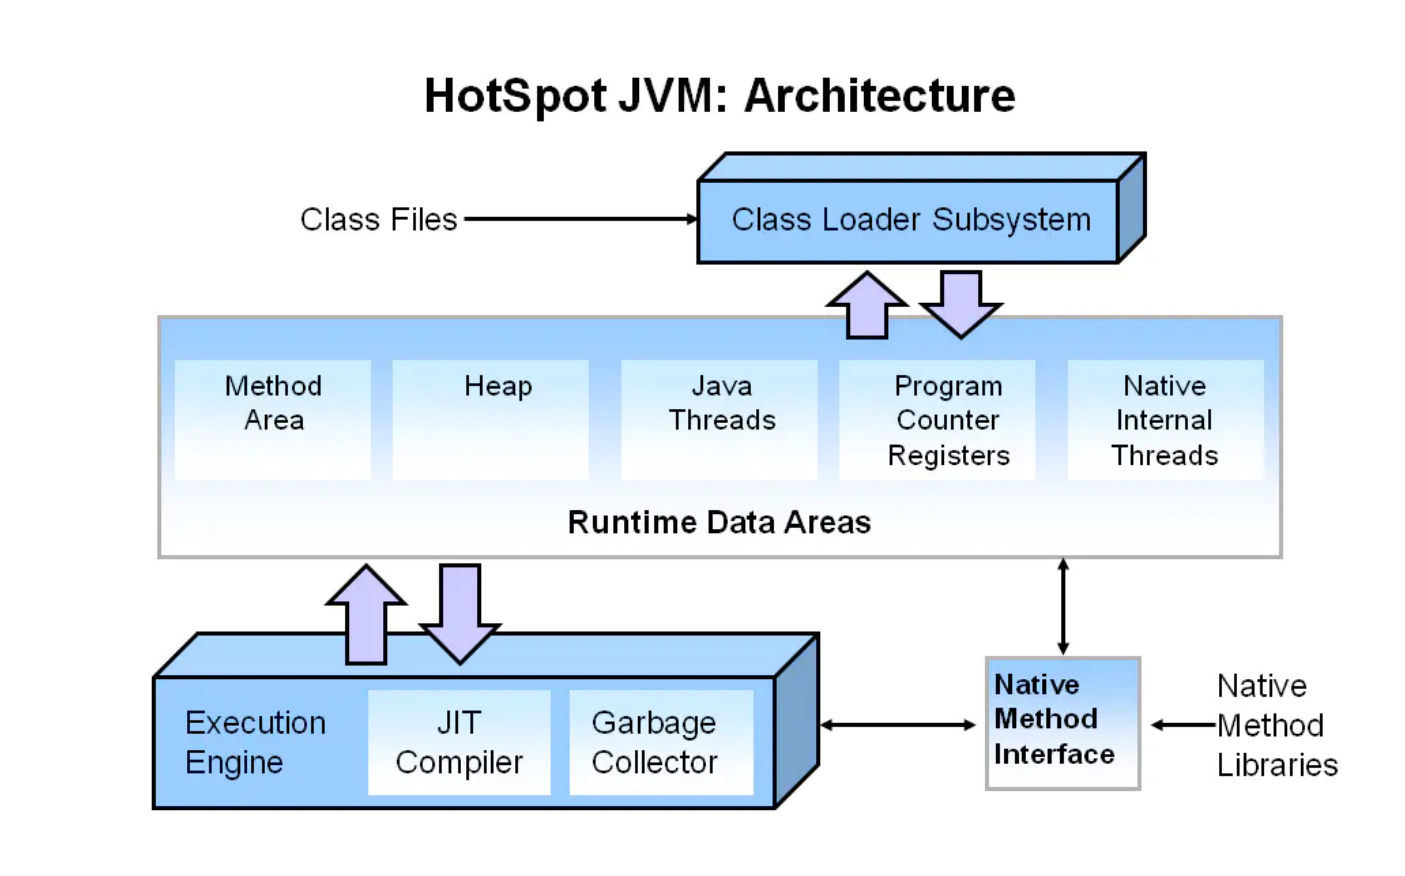 HotSpot JVM: Architecture
Class Files
Class Loader Subsystem
Method
Area
Heap
Java
Threads
Program
Counter
Registers
Native
Internal
Threads
Runtime Data Areas
Execution
Engine
JIT
Compiler
Garbage
Collector
Native
Method
Interface
Native
Method
Libraries